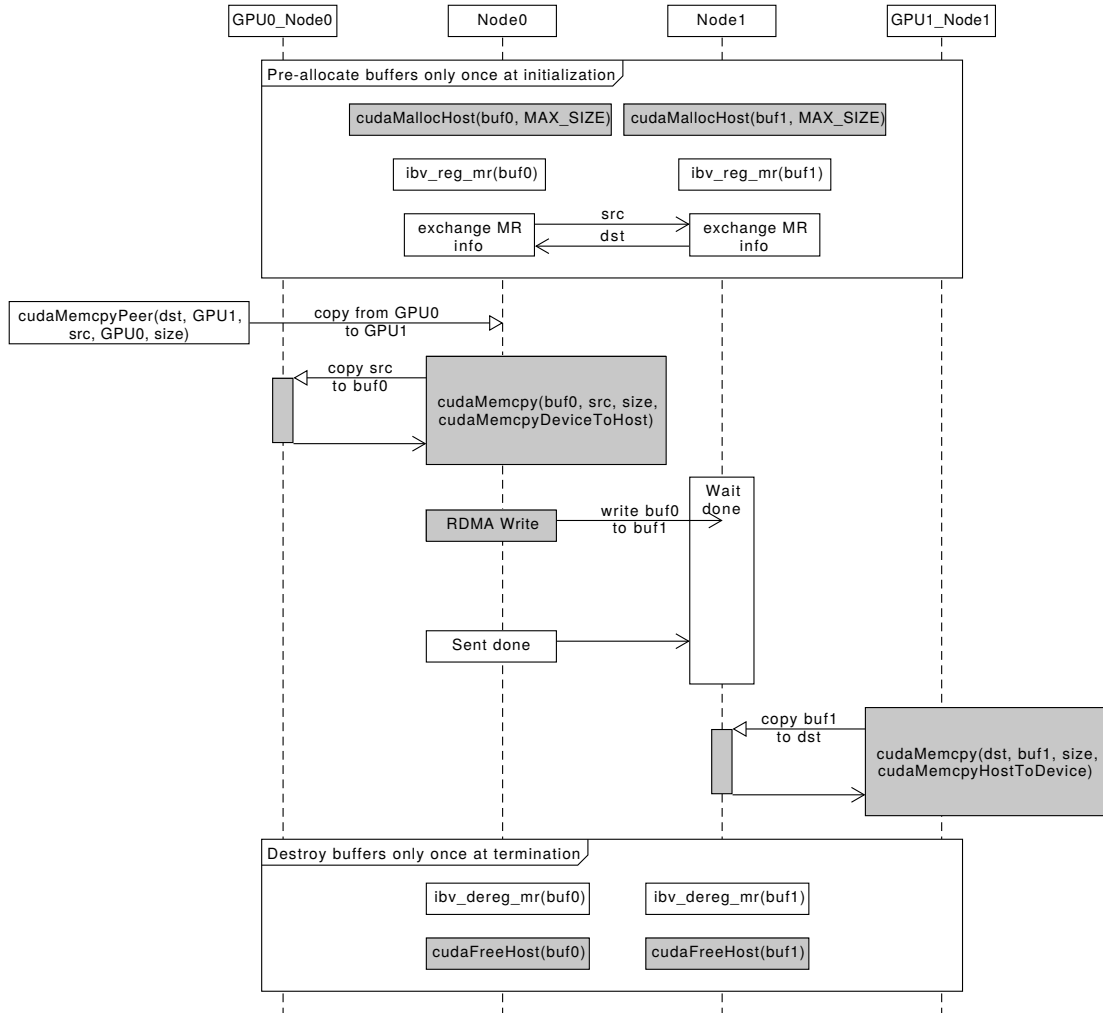 GPU0_Node0
Node0
Node1
GPU1_Node1
Pre-allocate buffers only once at initialization
cudaMallocHost(buf0, MAX_SIZE)
cudaMallocHost(buf1, MAX_SIZE)
ibv_reg_mr(buf0)
ibv_reg_mr(buf1)
exchange MR
info
src
dst
exchange MR
info
cudaMemcpyPeer(dst, GPU1,
src, GPU0, size)
copy from GPU0
to GPU1
copy src
to buf0
cudaMemcpy(buf0, src, size,
cudaMemcpyDeviceToHost)
Wait
done
RDMA Write
write buf0
to buf1
Sent done
copy buf1
to dst
cudaMemcpy(dst, buf1, size,
cudaMemcpyHostToDevice)
Destroy buffers only once at termination
ibv_dereg_mr(buf0)
ibv_dereg_mr(buf1)
cudaFreeHost(buf0)
cudaFreeHost(buf1)